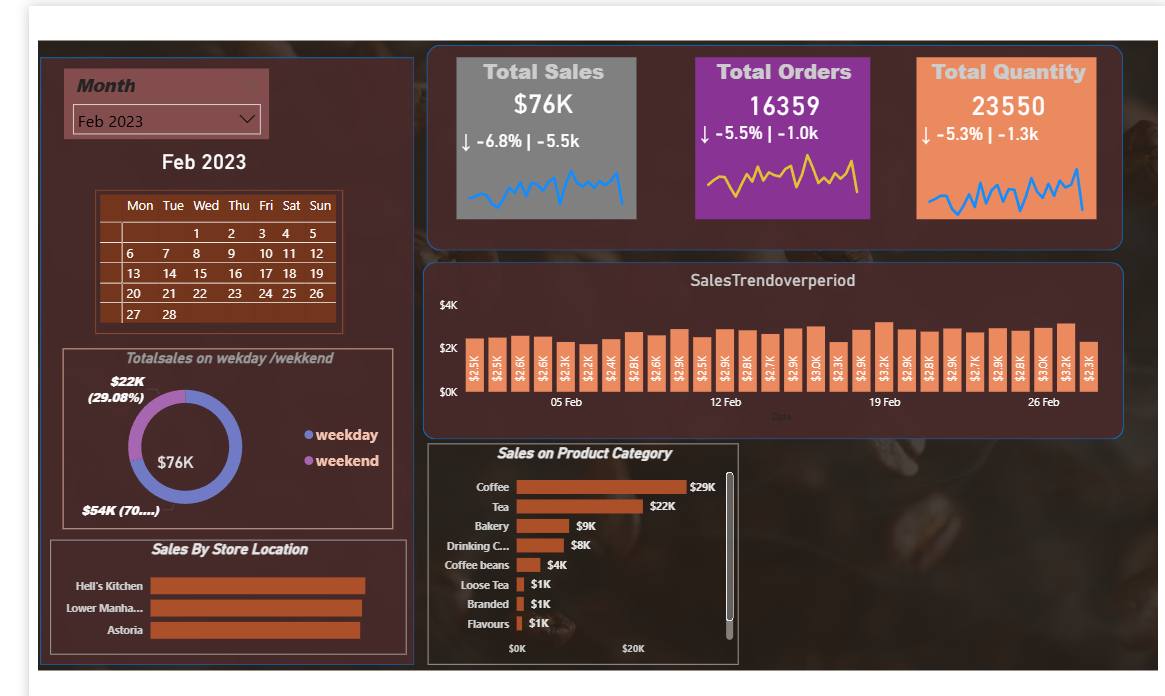 Month
Feb 2023
Feb 2023
Mon Tue Wed Thu Fri Sat Sun
1 2 3 4 5
6 7 8 9 10 11 12
13 14 15 16 17 18 19
20 21 22 23 24 25 26
27 28
Totalsales on wekday /wekkend
$22K
(29.08%)
$76K
$54K (70....)
weekday
weekend
Sales By Store Location
Hell's Kitchen
Lower Manha...
Astoria
Total Sales
$76K
↓ -6.8% | -5.5k
Total Orders
16359
↓ -5.5% | -1.0k
Total Quantity
23550
↓ -5.3% | -1.3k
SalesTrendoverperiod
$4K
$2K
$0K
$2.5K $2.5K $2.6K $2.6K $2.3K $2.2K $2.4K $2.8K $2.6K $2.9K $2.5K $2.9K $2.8K $2.7K $2.9K $3.0K $2.3K $2.9K $3.2K $2.9K $2.8K $2.9K $2.7K $2.9K $2.8K $3.0K $3.2K $2.3K
05 Feb 12 Feb 19 Feb 26 Feb
Date
Sales on Product Category
Coffee $29K
Tea $22K
Bakery $9K
Drinking C... $8K
Coffee beans $4K
Loose Tea $1K
Branded $1K
Flavours $1K
$0K $20K